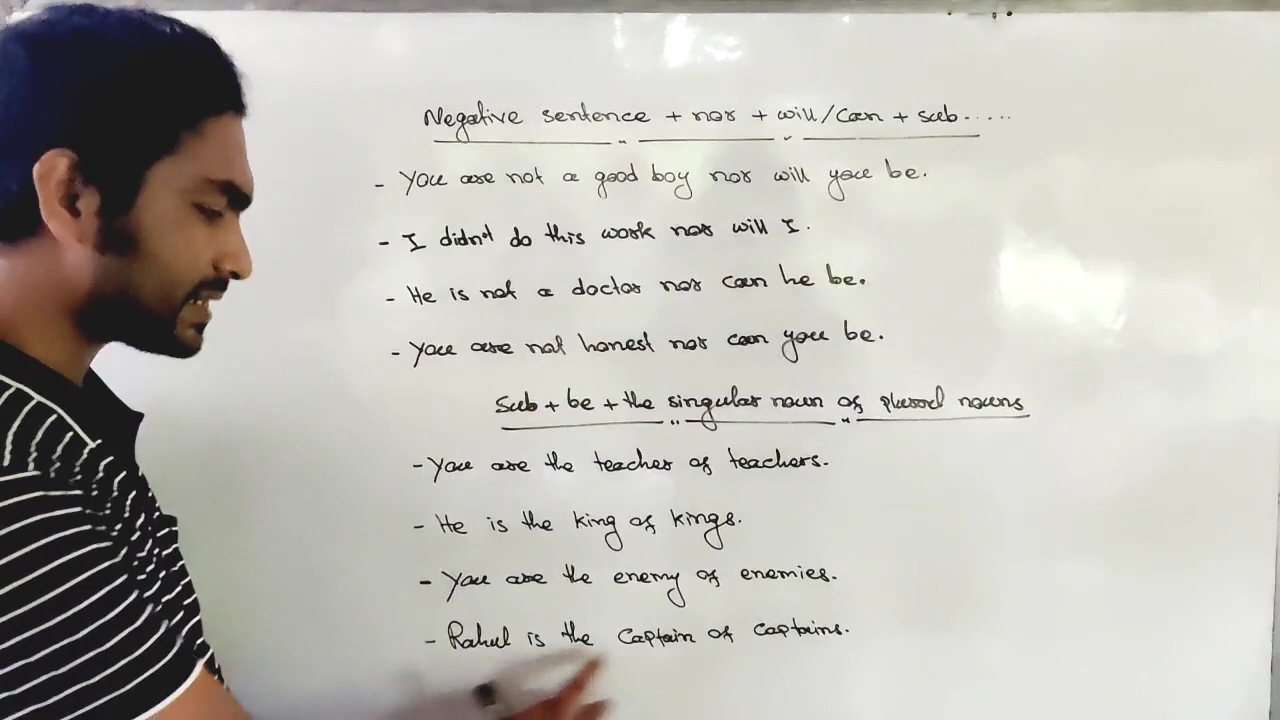 Negative sentence + nor + will/can + sub.....
- You are not a good boy nor will you be.
- I didn't do this work nor will I.
- He is not a doctor nor can he be.
- You are not honest nor can you be.
Sub + be + the singular noun of plural nouns
- You are the teacher of teachers.
- He is the king of kings.
- You are the enemy of enemies.
- Rahul is the Captain of Captains.